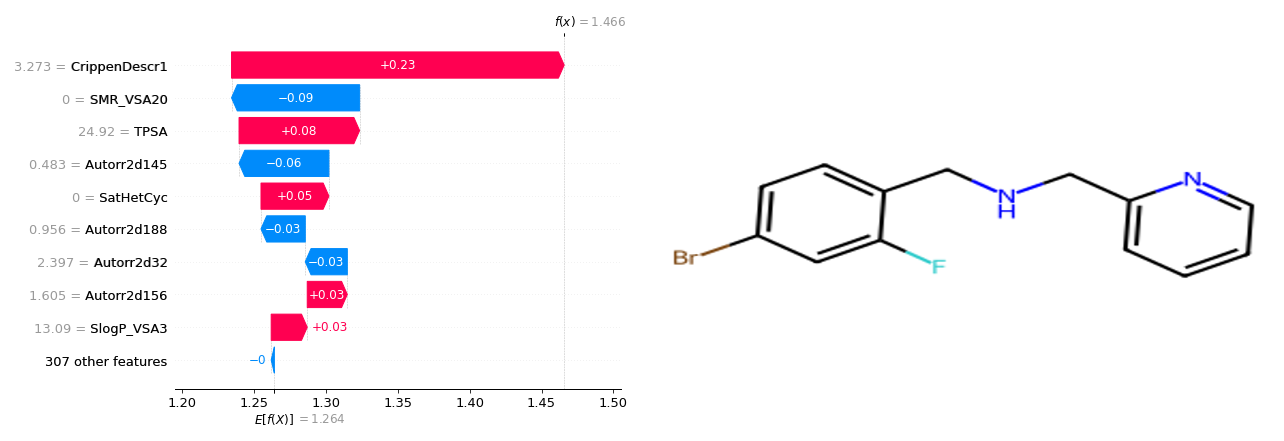 f(x) = 1.466
3.273 = CrippenDescr1
+0.23
0 = SMR_VSA20
−0.09
24.92 = TPSA
+0.08
0.483 = Autorr2d145
−0.06
0 = SatHetCyc
+0.05
0.956 = Autorr2d188
−0.03
2.397 = Autorr2d32
−0.03
1.605 = Autorr2d156
+0.03
13.09 = SlogP_VSA3
+0.03
307 other features
−0
1.20 1.25 1.30 1.35 1.40 1.45 1.50
E[f(X)] = 1.264
N
N
H
Br
F